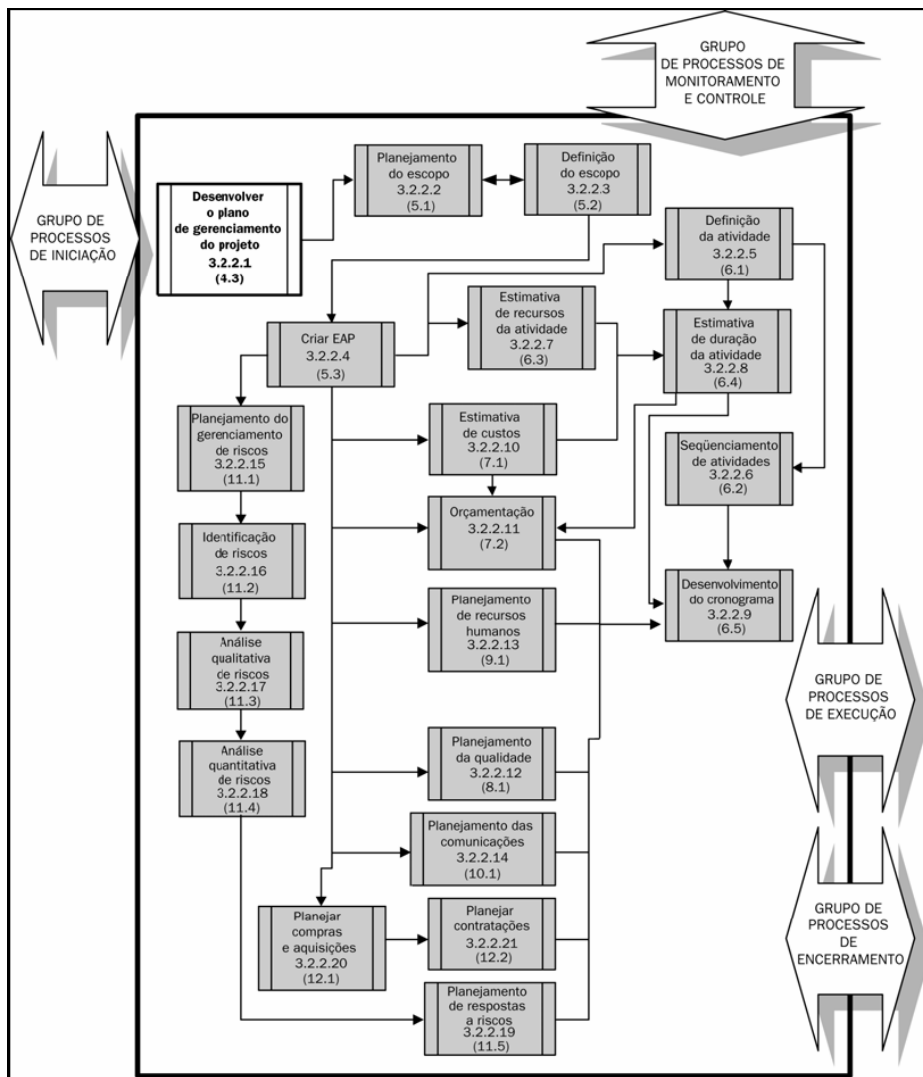 GRUPO
DE PROCESSOS DE
MONITORAMENTO
E CONTROLE
GRUPO DE
PROCESSOS
DE INICIAÇÃO
Desenvolver
o plano
de gerenciamento
do projeto
3.2.2.1
(4.3)
Planejamento
do escopo
3.2.2.2
(5.1)
Definição
do escopo
3.2.2.3
(5.2)
Definição
da atividade
3.2.2.5
(6.1)
Criar EAP
3.2.2.4
(5.3)
Estimativa
de recursos
da atividade
3.2.2.7
(6.3)
Estimativa
de duração
da atividade
3.2.2.8
(6.4)
Planejamento do
gerenciamento
de riscos
3.2.2.15
(11.1)
Estimativa
de custos
3.2.2.10
(7.1)
Seqüenciamento
de atividades
3.2.2.6
(6.2)
Identificação
de riscos
3.2.2.16
(11.2)
Orçamentação
3.2.2.11
(7.2)
Desenvolvimento
do cronograma
3.2.2.9
(6.5)
Análise
qualitativa
de riscos
3.2.2.17
(11.3)
Planejamento
de recursos
humanos
3.2.2.13
(9.1)
GRUPO DE
PROCESSOS
DE EXECUÇÃO
Análise
quantitativa
de riscos
3.2.2.18
(11.4)
Planejamento
da qualidade
3.2.2.12
(8.1)
Planejamento das
comunicações
3.2.2.14
(10.1)
Planejar
compras
e aquisições
3.2.2.20
(12.1)
Planejar
contratações
3.2.2.21
(12.2)
GRUPO DE
PROCESSOS
DE
ENCERRAMENTO
Planejamento
de respostas
a riscos
3.2.2.19
(11.5)